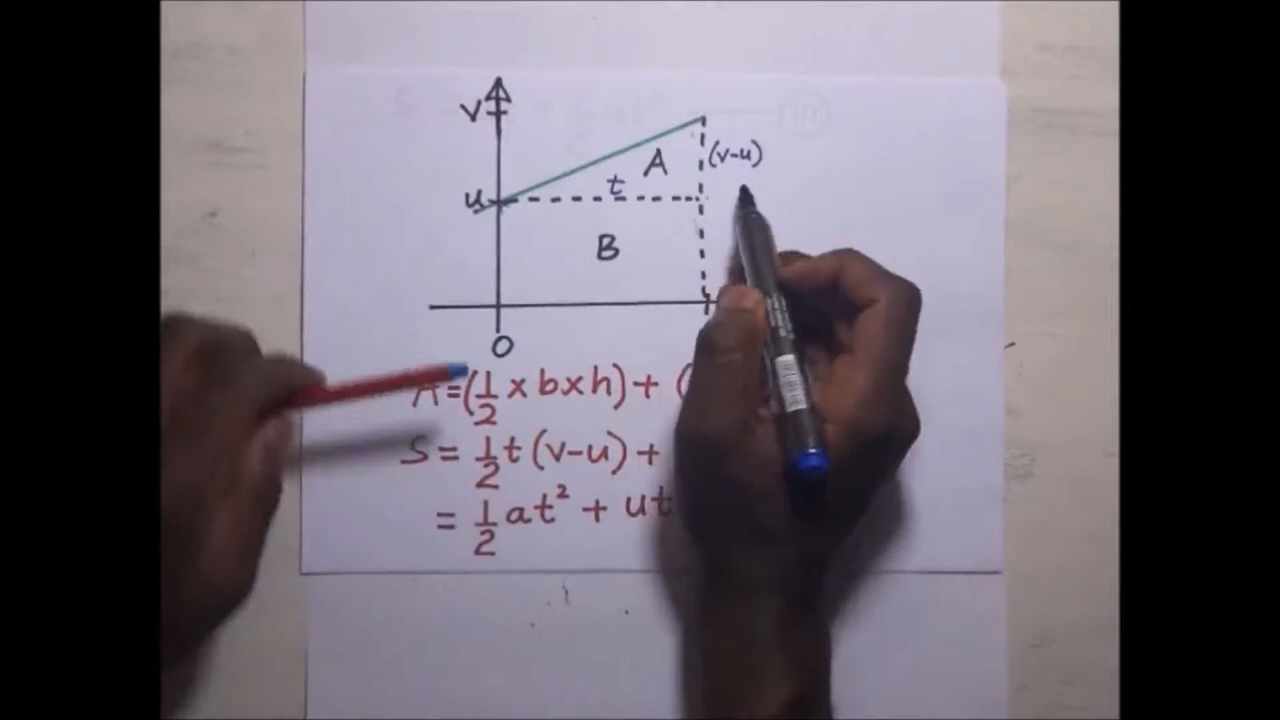 V
A
(v-u)
t
u
B
O
A=(1/2 x b x h) + (
S = 1/2 t (v-u) +
= 1/2 at² + ut